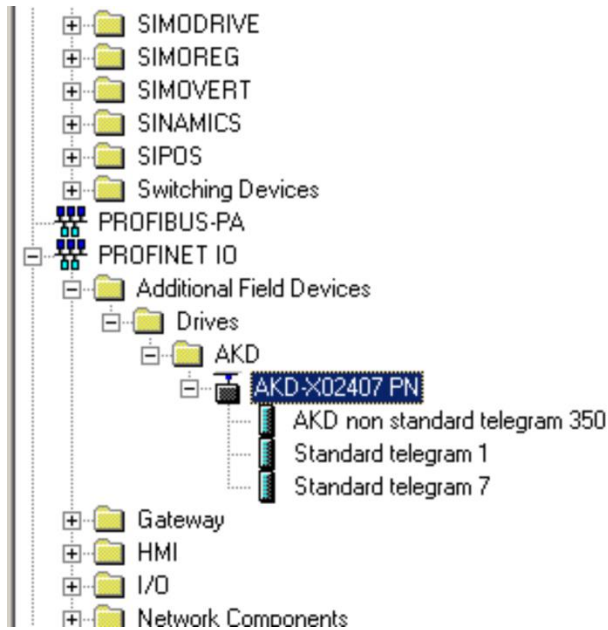 SIMODRIVE
SIMOREG
SIMOVERT
SINAMICS
SIPOS
Switching Devices
PROFIBUS-PA
PROFINET IO
Additional Field Devices
Drives
AKD
AKD-X02407 PN
AKD non standard telegram 350
Standard telegram 1
Standard telegram 7
Gateway
HMI
I/O
Network Components